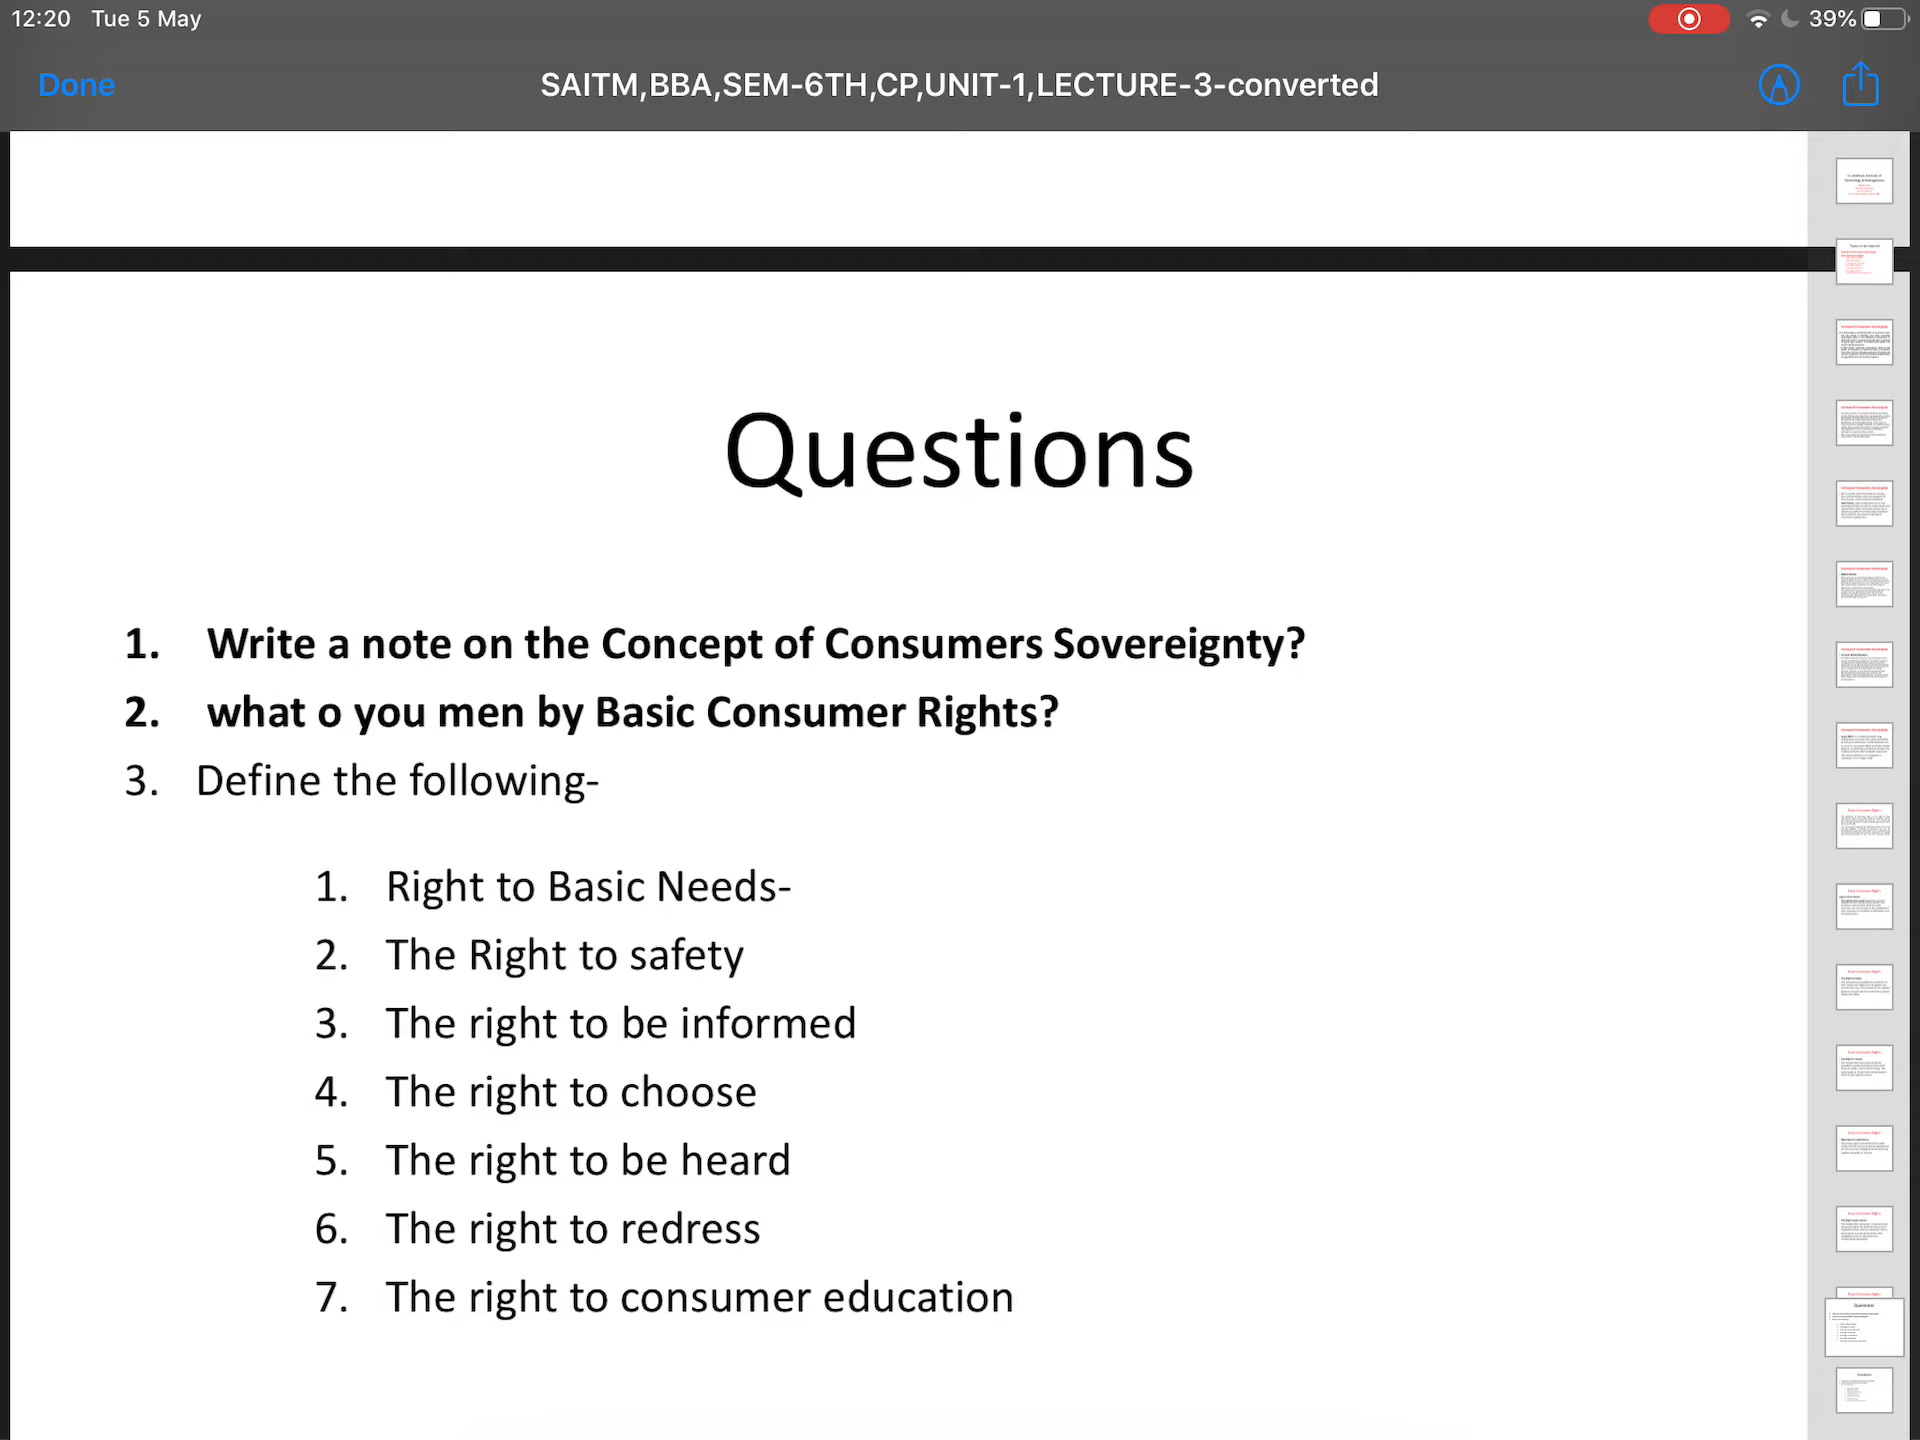 12:20 Tue 5 May
39%
Done
SAITM,BBA,SEM-6TH,CP,UNIT-1,LECTURE-3-converted
Questions
1. Write a note on the Concept of Consumers Sovereignty?
2. what o you men by Basic Consumer Rights?
3. Define the following-
1. Right to Basic Needs-
2. The Right to safety
3. The right to be informed
4. The right to choose
5. The right to be heard
6. The right to redress
7. The right to consumer education